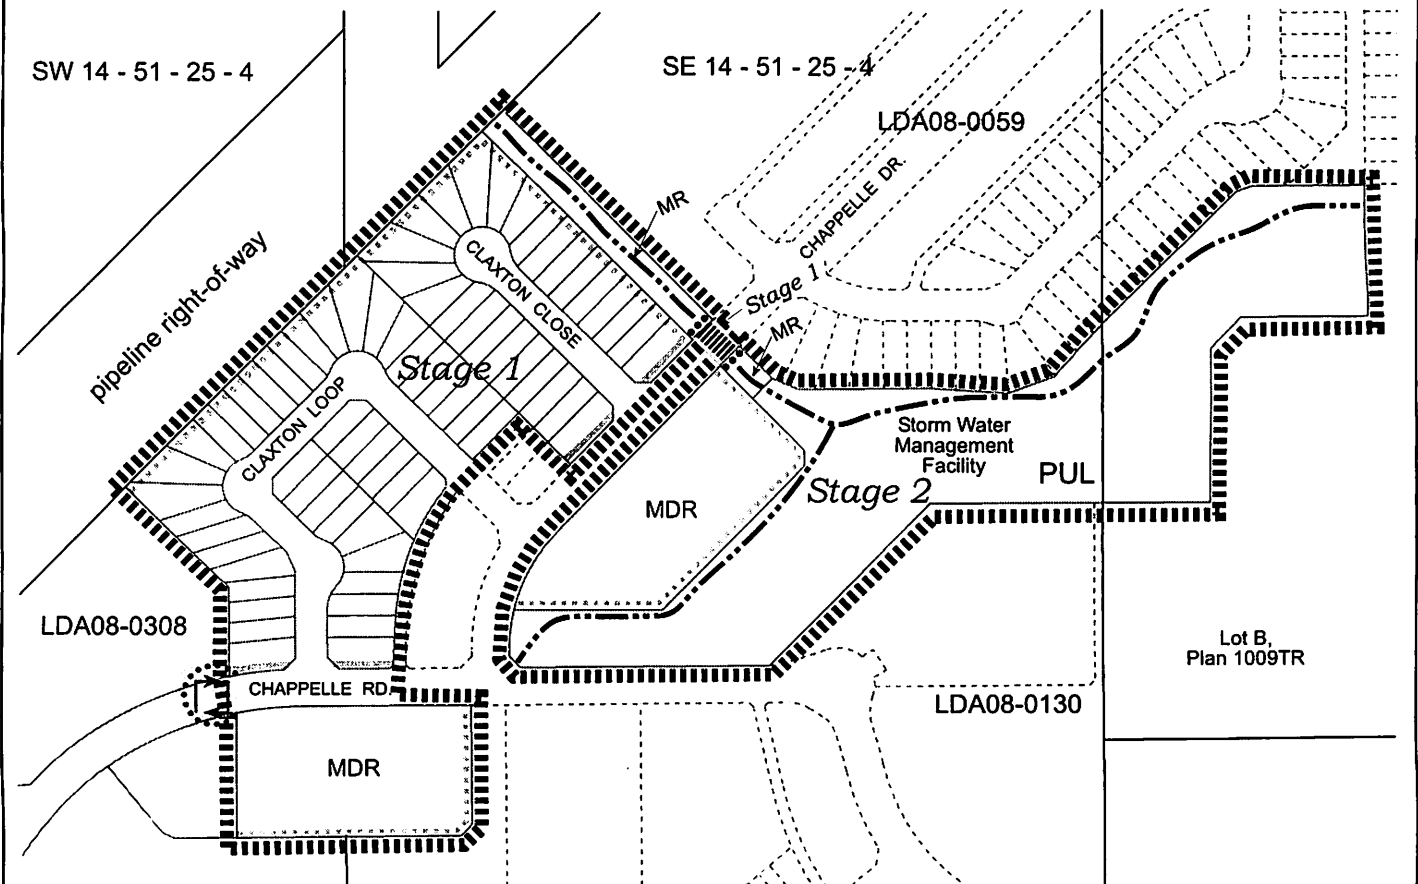 SW 14 - 51 - 25 - 4
SE 14 - 51 - 25 - 4
LDA08-0059
CHAPPELLE DR.
MR
pipeline right-of-way
CLAXTON CLOSE
Stage 1
MR
Stage 1
CLAXTON LOOP
Storm Water
Management
Facility
PUL
Stage 2
MDR
LDA08-0308
Lot B,
Plan 1009TR
CHAPPELLE RD.
LDA08-0130
MDR